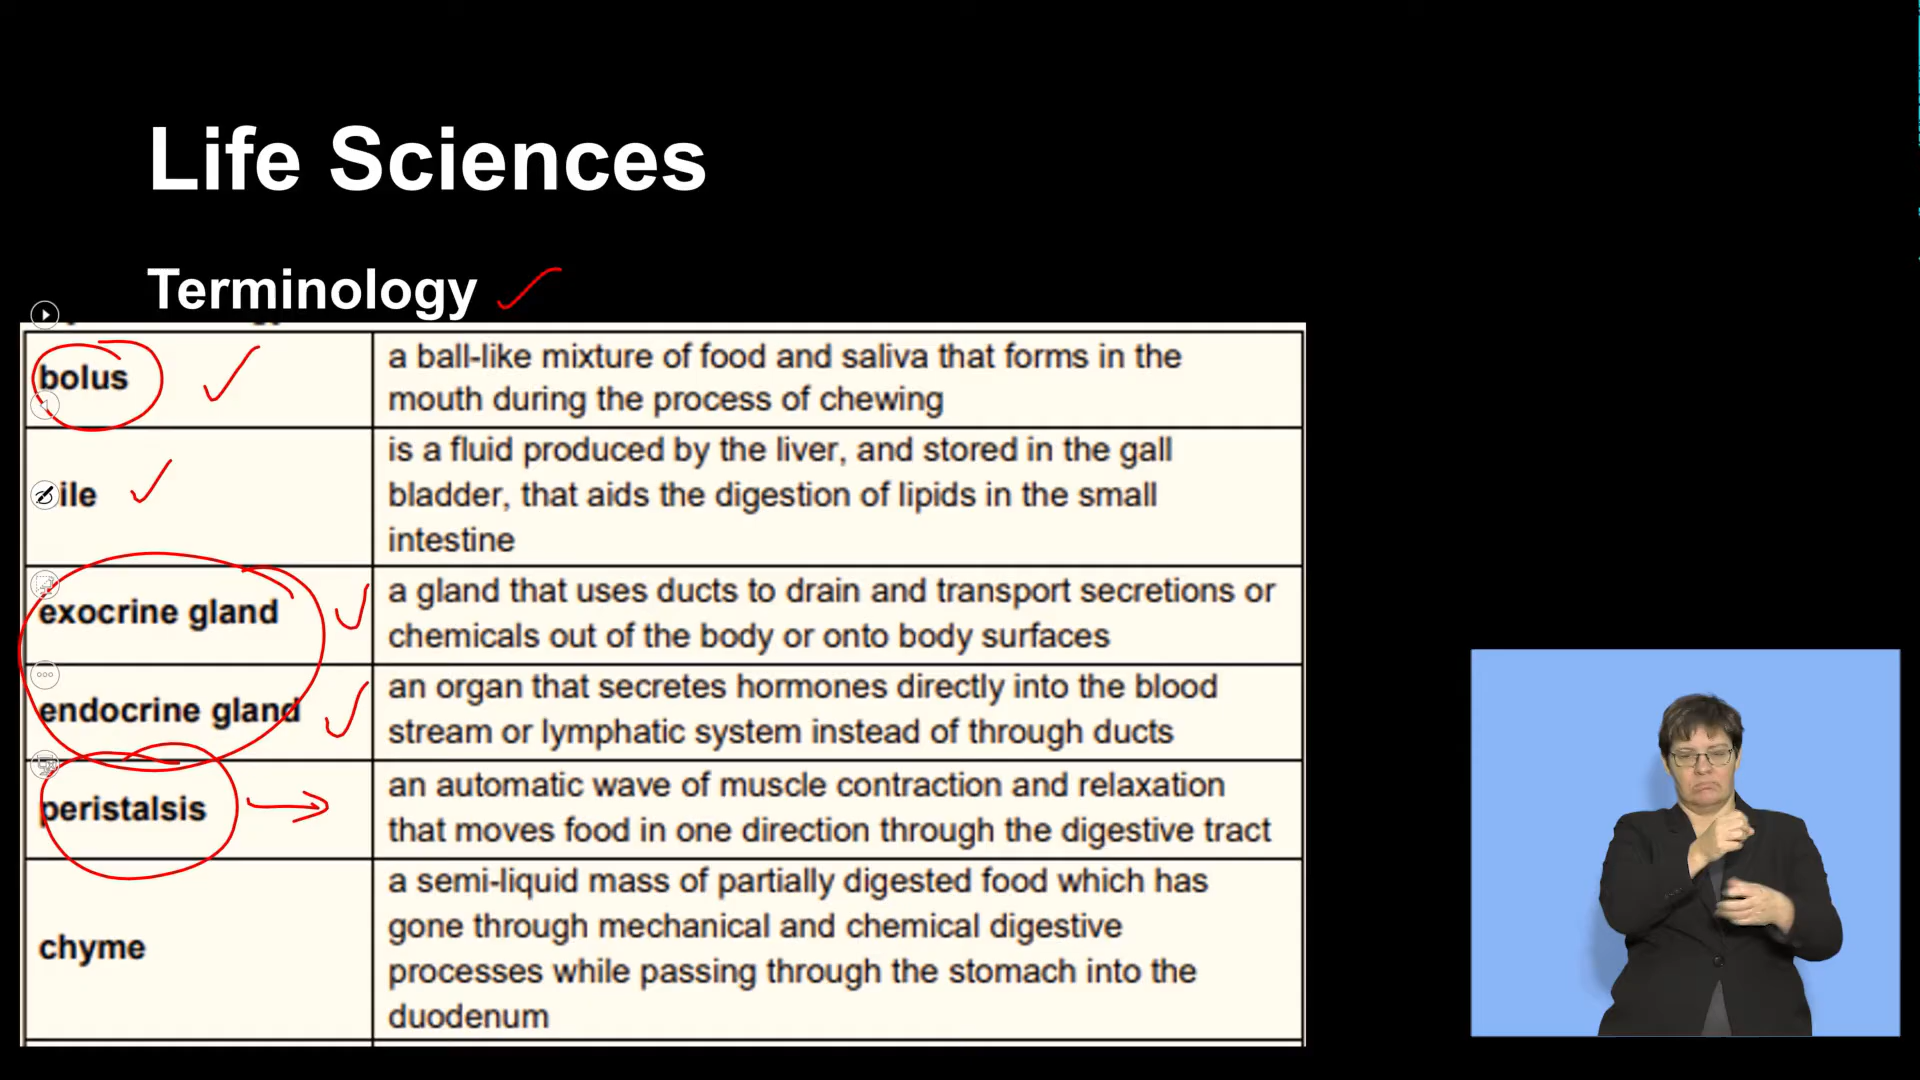 Life Sciences
Terminology
bolus
a ball-like mixture of food and saliva that forms in the
mouth during the process of chewing
ile
is a fluid produced by the liver, and stored in the gall
bladder, that aids the digestion of lipids in the small
intestine
exocrine gland
a gland that uses ducts to drain and transport secretions or
chemicals out of the body or onto body surfaces
endocrine gland
an organ that secretes hormones directly into the blood
stream or lymphatic system instead of through ducts
peristalsis
an automatic wave of muscle contraction and relaxation
that moves food in one direction through the digestive tract
chyme
a semi-liquid mass of partially digested food which has
gone through mechanical and chemical digestive
processes while passing through the stomach into the
duodenum